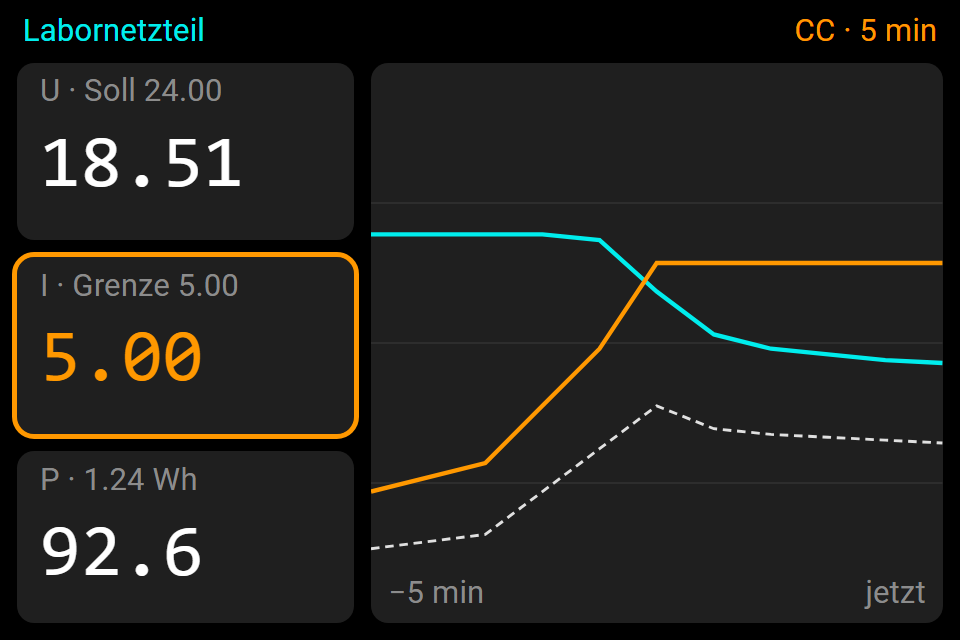 Labornetzteil
CC · 5 min
U · Soll 24.00
18.51
I · Grenze 5.00
5.00
P · 1.24 Wh
92.6
−5 min
jetzt